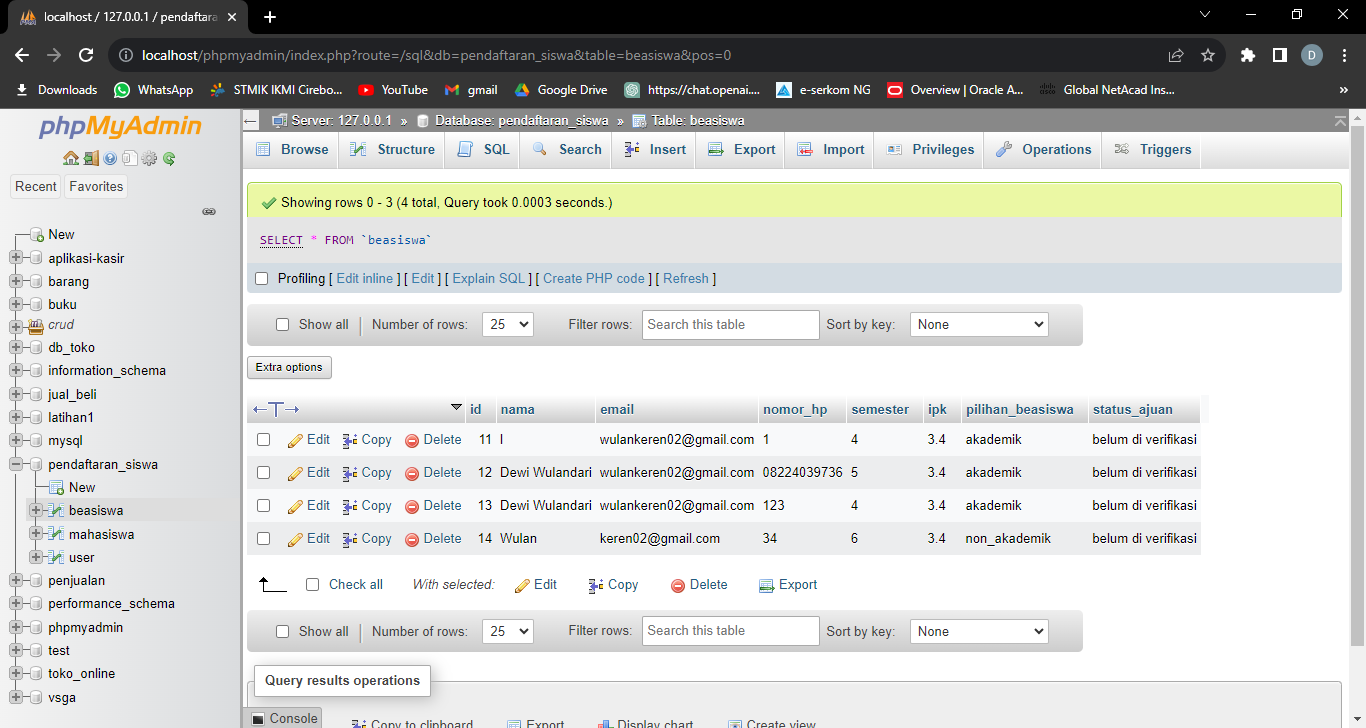 localhost / 127.0.0.1 / pendaftara
localhost/phpmyadmin/index.php?route=/sql&db=pendaftaran_siswa&table=beasiswa&pos=0
D
Downloads WhatsApp STMIK IKMI Cirebo... YouTube gmail Google Drive https://chat.openai.... e-serkom NG Overview | Oracle A... Global NetAcad Ins... »
phpMyAdmin
Recent Favorites
New
aplikasi-kasir
barang
buku
crud
db_toko
information_schema
jual_beli
latihan1
mysql
pendaftaran_siswa
New
beasiswa
mahasiswa
user
penjualan
performance_schema
phpmyadmin
test
toko_online
vsga
Server: 127.0.0.1 » Database: pendaftaran_siswa » Table: beasiswa
Browse Structure SQL Search Insert Export Import Privileges Operations Triggers
Showing rows 0 - 3 (4 total, Query took 0.0003 seconds.)
SELECT * FROM `beasiswa`
Profiling [ Edit inline ] [ Edit ] [ Explain SQL ] [ Create PHP code ] [ Refresh ]
Show all Number of rows: 25 Filter rows: Search this table Sort by key: None
Extra options
id nama email nomor_hp semester ipk pilihan_beasiswa status_ajuan
Edit Copy Delete 11 I wulankeren02@gmail.com 1 4 3.4 akademik belum di verifikasi
Edit Copy Delete 12 Dewi Wulandari wulankeren02@gmail.com 08224039736 5 3.4 akademik belum di verifikasi
Edit Copy Delete 13 Dewi Wulandari wulankeren02@gmail.com 123 4 3.4 akademik belum di verifikasi
Edit Copy Delete 14 Wulan keren02@gmail.com 34 6 3.4 non_akademik belum di verifikasi
Check all With selected: Edit Copy Delete Export
Show all Number of rows: 25 Filter rows: Search this table Sort by key: None
Query results operations
Console
Copy to clipboard Export Display chart Create view